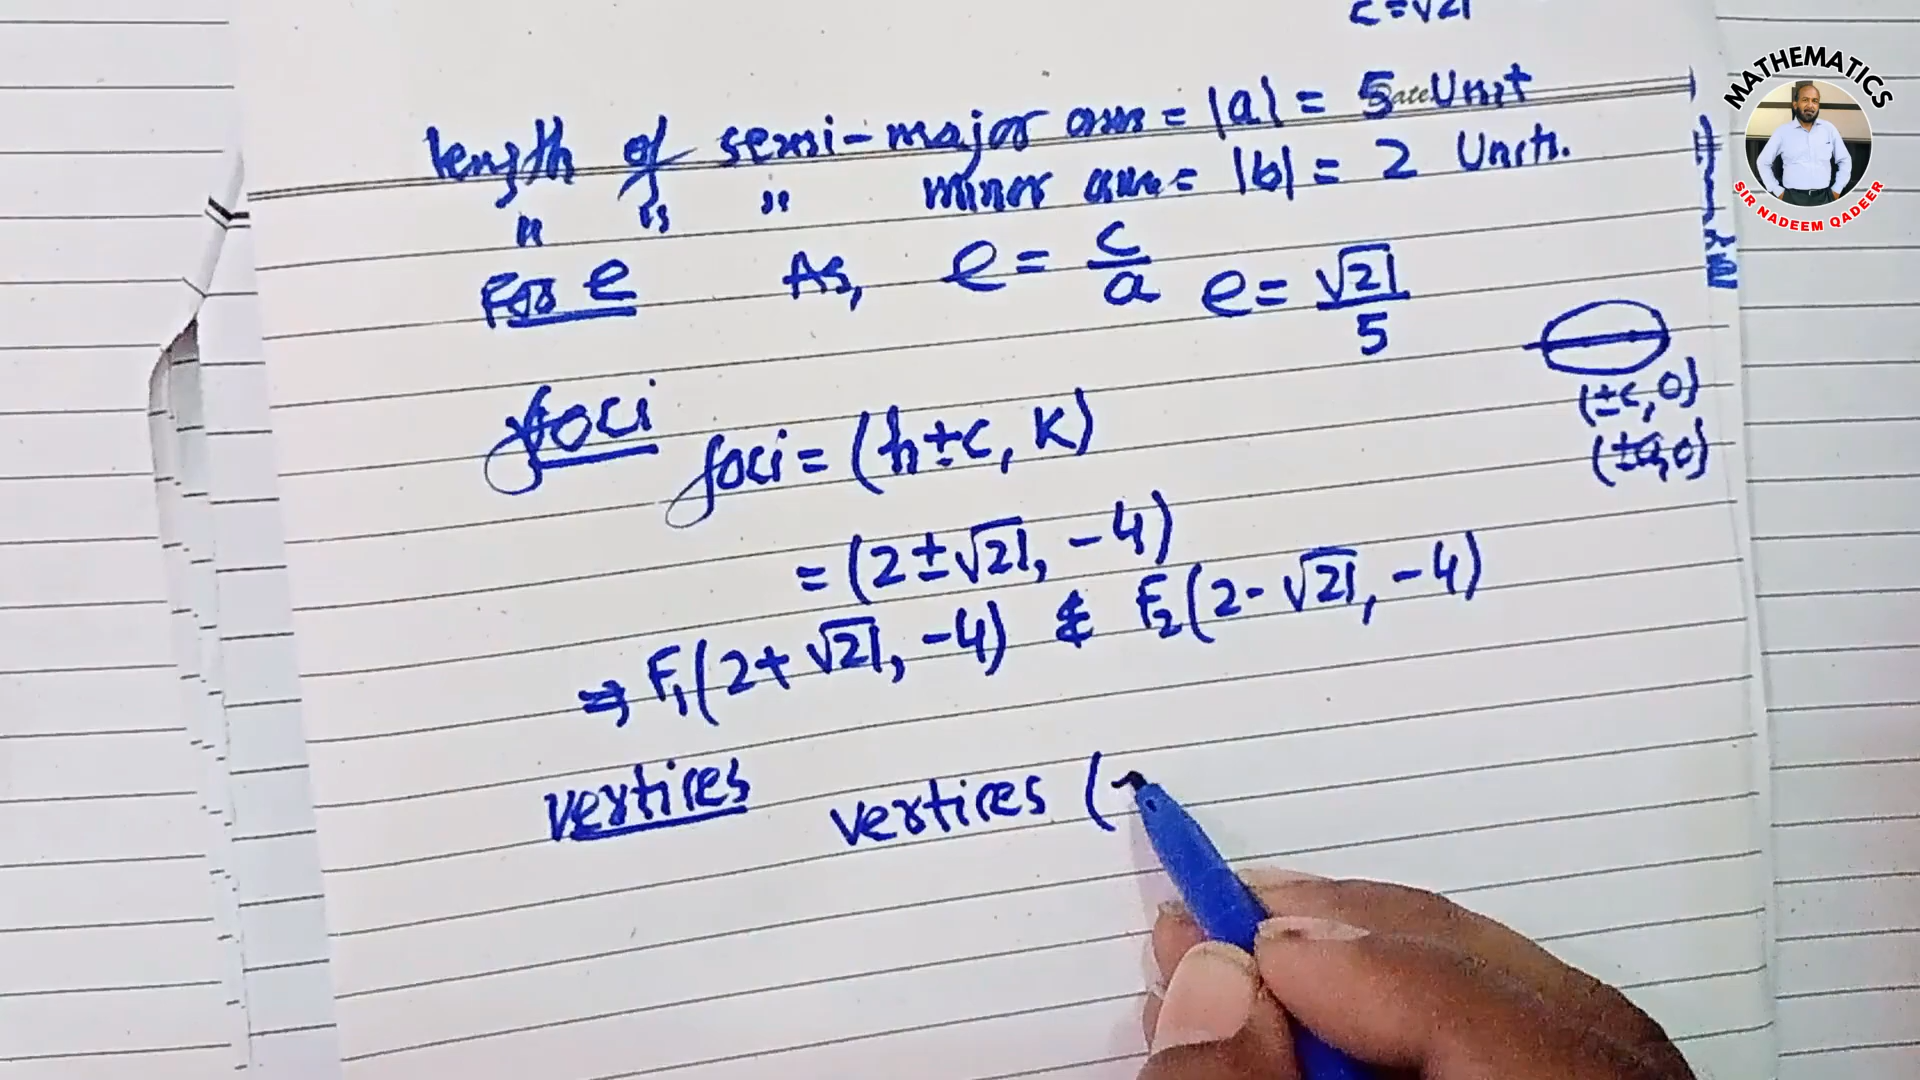 c=√21
length of semi-major axis = |a| = 5 Unit
" " " minor axis = |b| = 2 Units.
For e As, e = c/a e = √21/5
foci
foci = (h±c, k)
(±c, 0)
(±a, 0)
= (2±√21, -4)
⇒ F₁(2+√21, -4) & F₂(2-√21, -4)
vertices vertices (
MATHEMATICS
SIR NADEEM QADEER